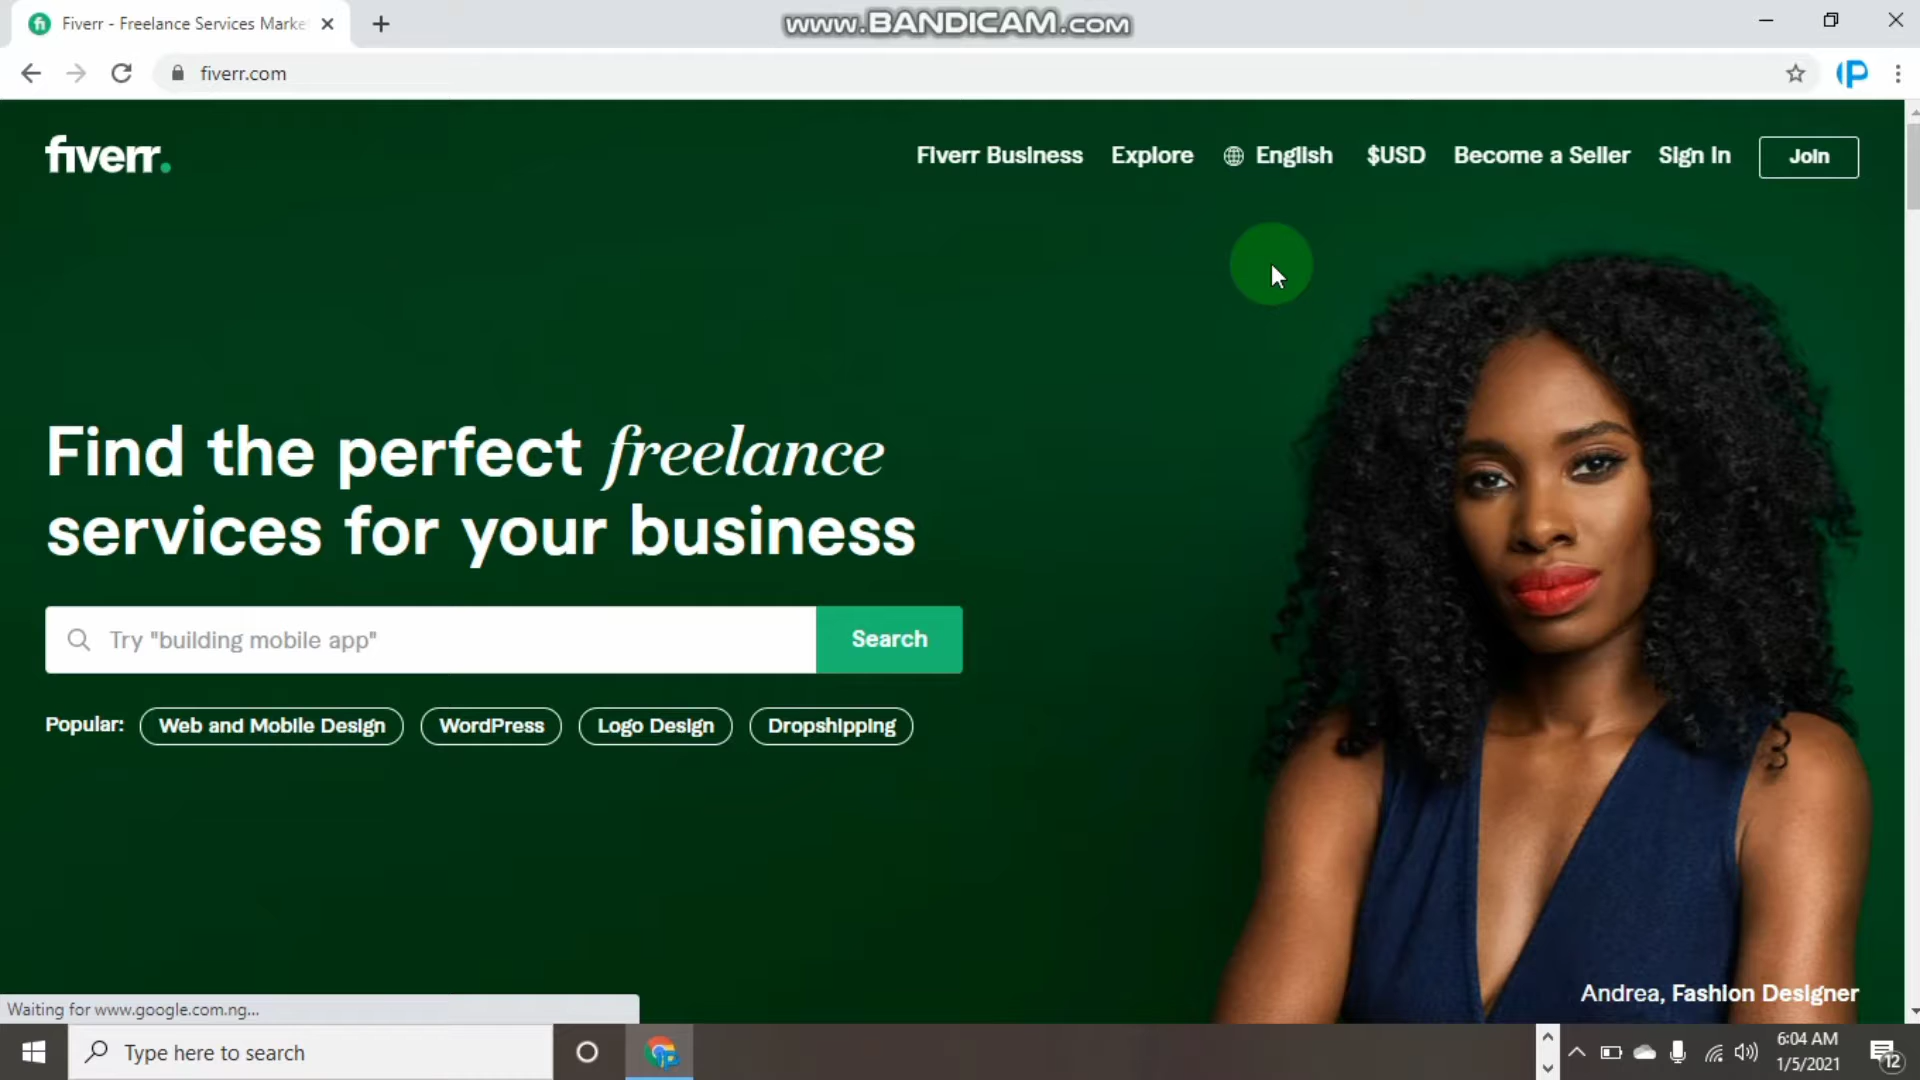 Fiverr - Freelance Services Marke
www.BANDICAM.com
fiverr.com
fiverr.
Fiverr Business
Explore
English
$USD
Become a Seller
Sign In
Join
Find the perfect freelance
services for your business
Try "building mobile app"
Search
Popular:
Web and Mobile Design
WordPress
Logo Design
Dropshipping
Andrea, Fashion Designer
Waiting for www.google.com.ng...
Type here to search
6:04 AM
1/5/2021
12